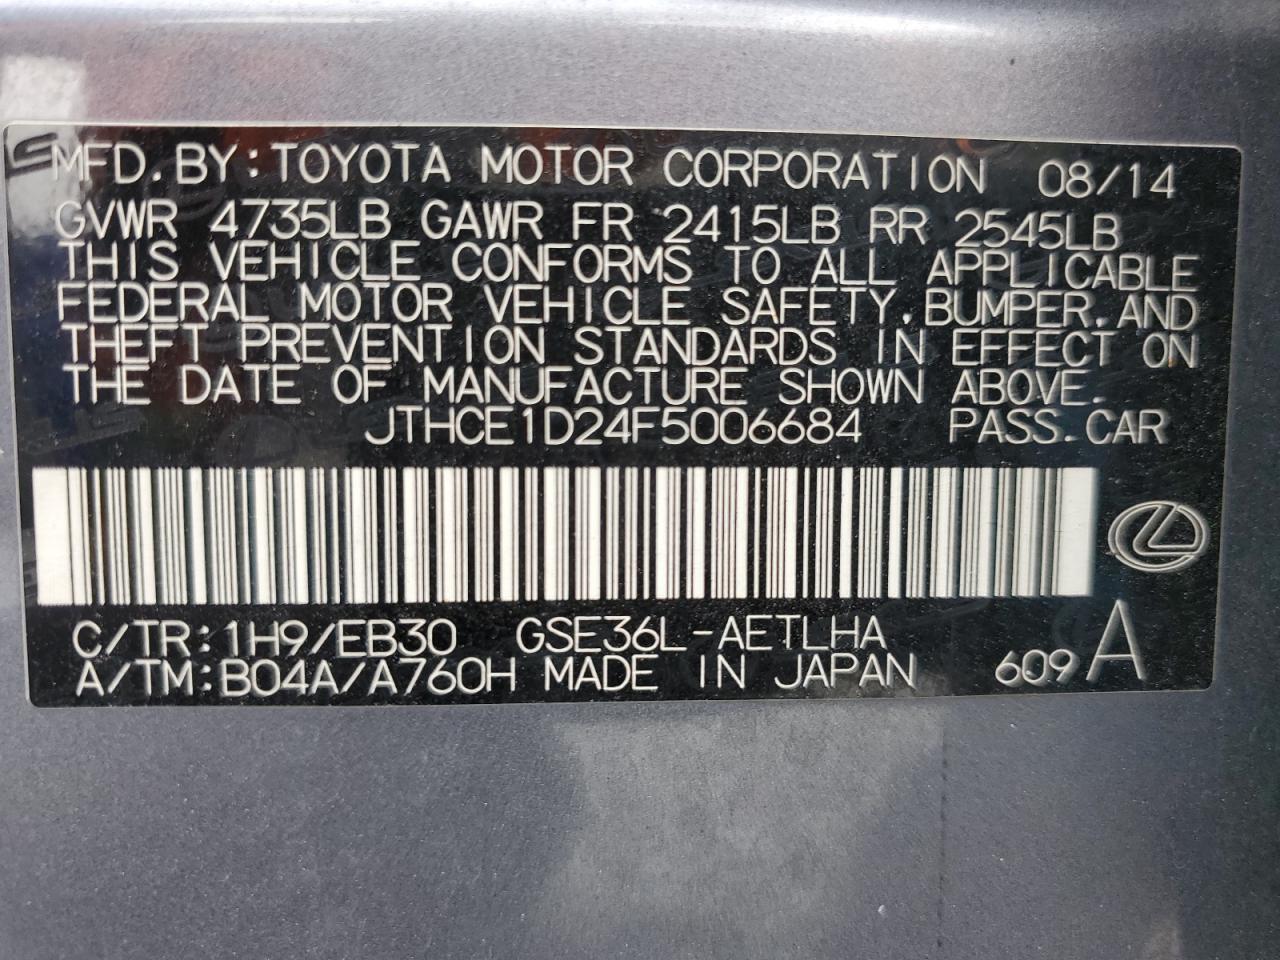 MFD. BY: TOYOTA MOTOR CORPORATION 08/14
GVWR 4735LB GAWR FR 2415LB RR 2545LB
THIS VEHICLE CONFORMS TO ALL APPLICABLE
FEDERAL MOTOR VEHICLE SAFETY, BUMPER, AND
THEFT PREVENTION STANDARDS IN EFFECT ON
THE DATE OF MANUFACTURE SHOWN ABOVE.
JTHCE1D24F5006684 PASS. CAR
C/TR: 1H9/EB30 GSE36L-AETLHA
A/TM: B04A/A760H MADE IN JAPAN 609 A